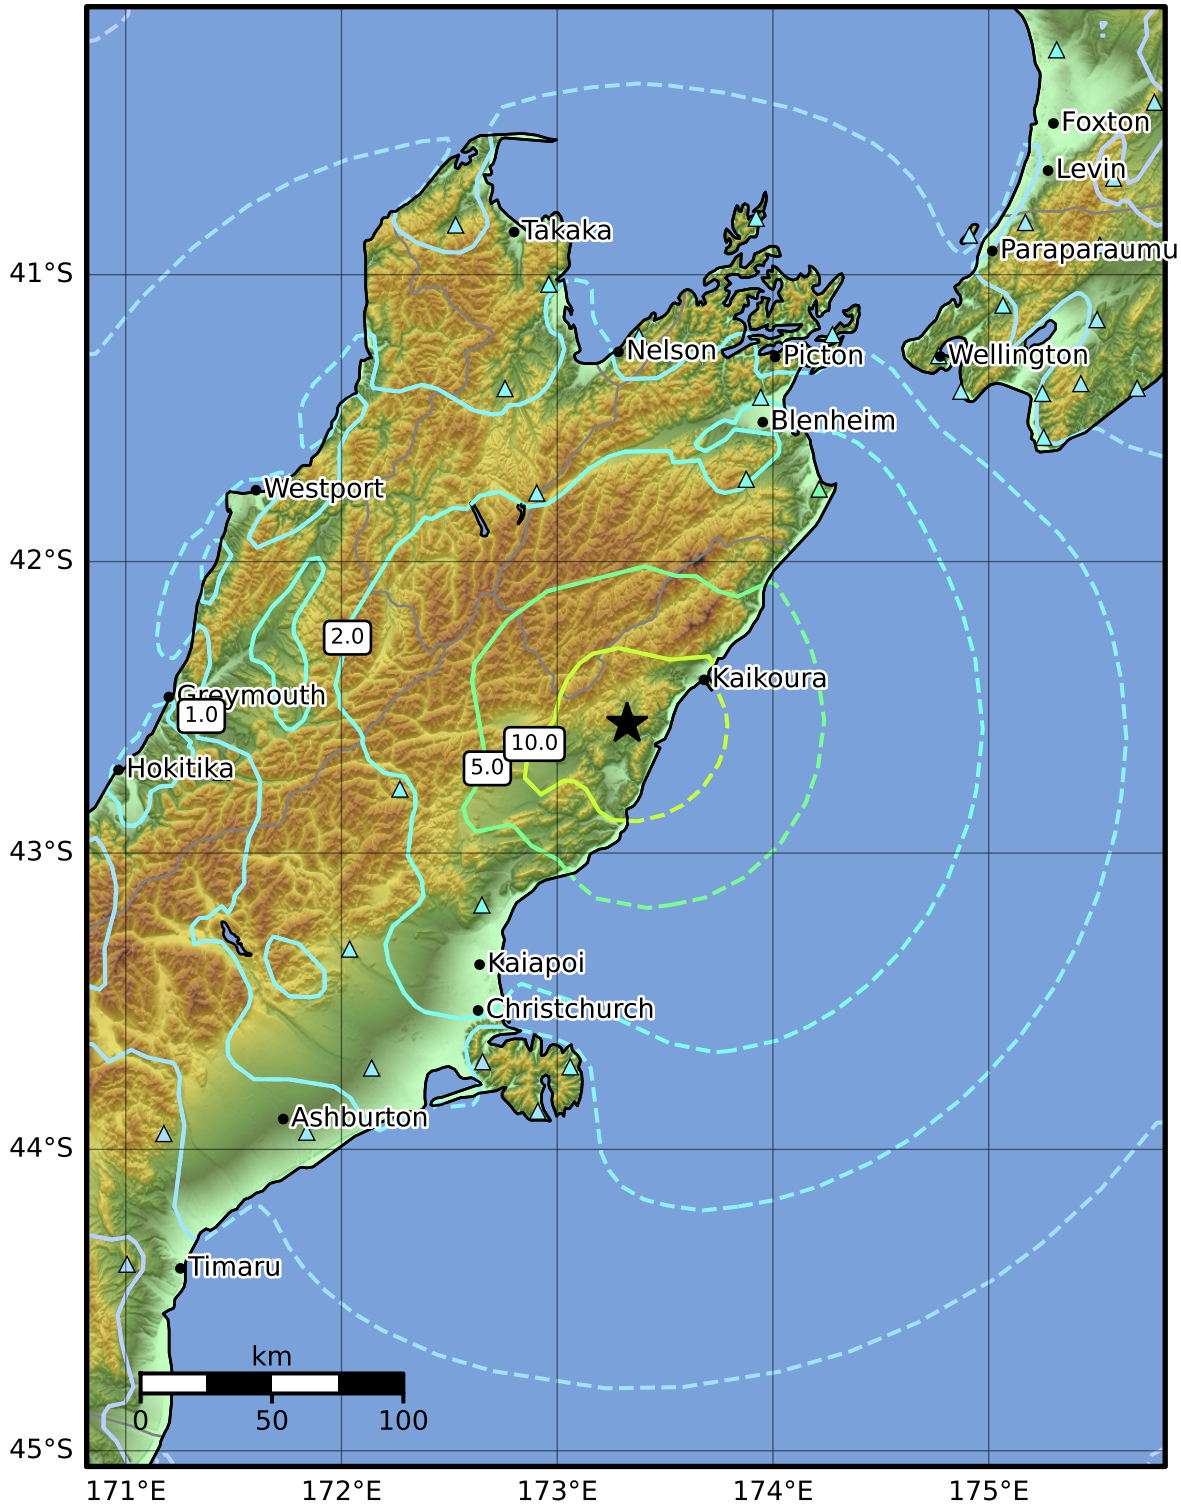 Foxton
Levin
Takaka
Paraparaumu
41°S
Nelson
Picton
Wellington
Blenheim
Westport
42°S
2.0
Kaikoura
Greymouth
1.0
10.0
5.0
Hokitika
43°S
Kaiapoi
Christchurch
Ashburton
44°S
Timaru
km
0 50 100
45°S
171°E 172°E 173°E 174°E 175°E